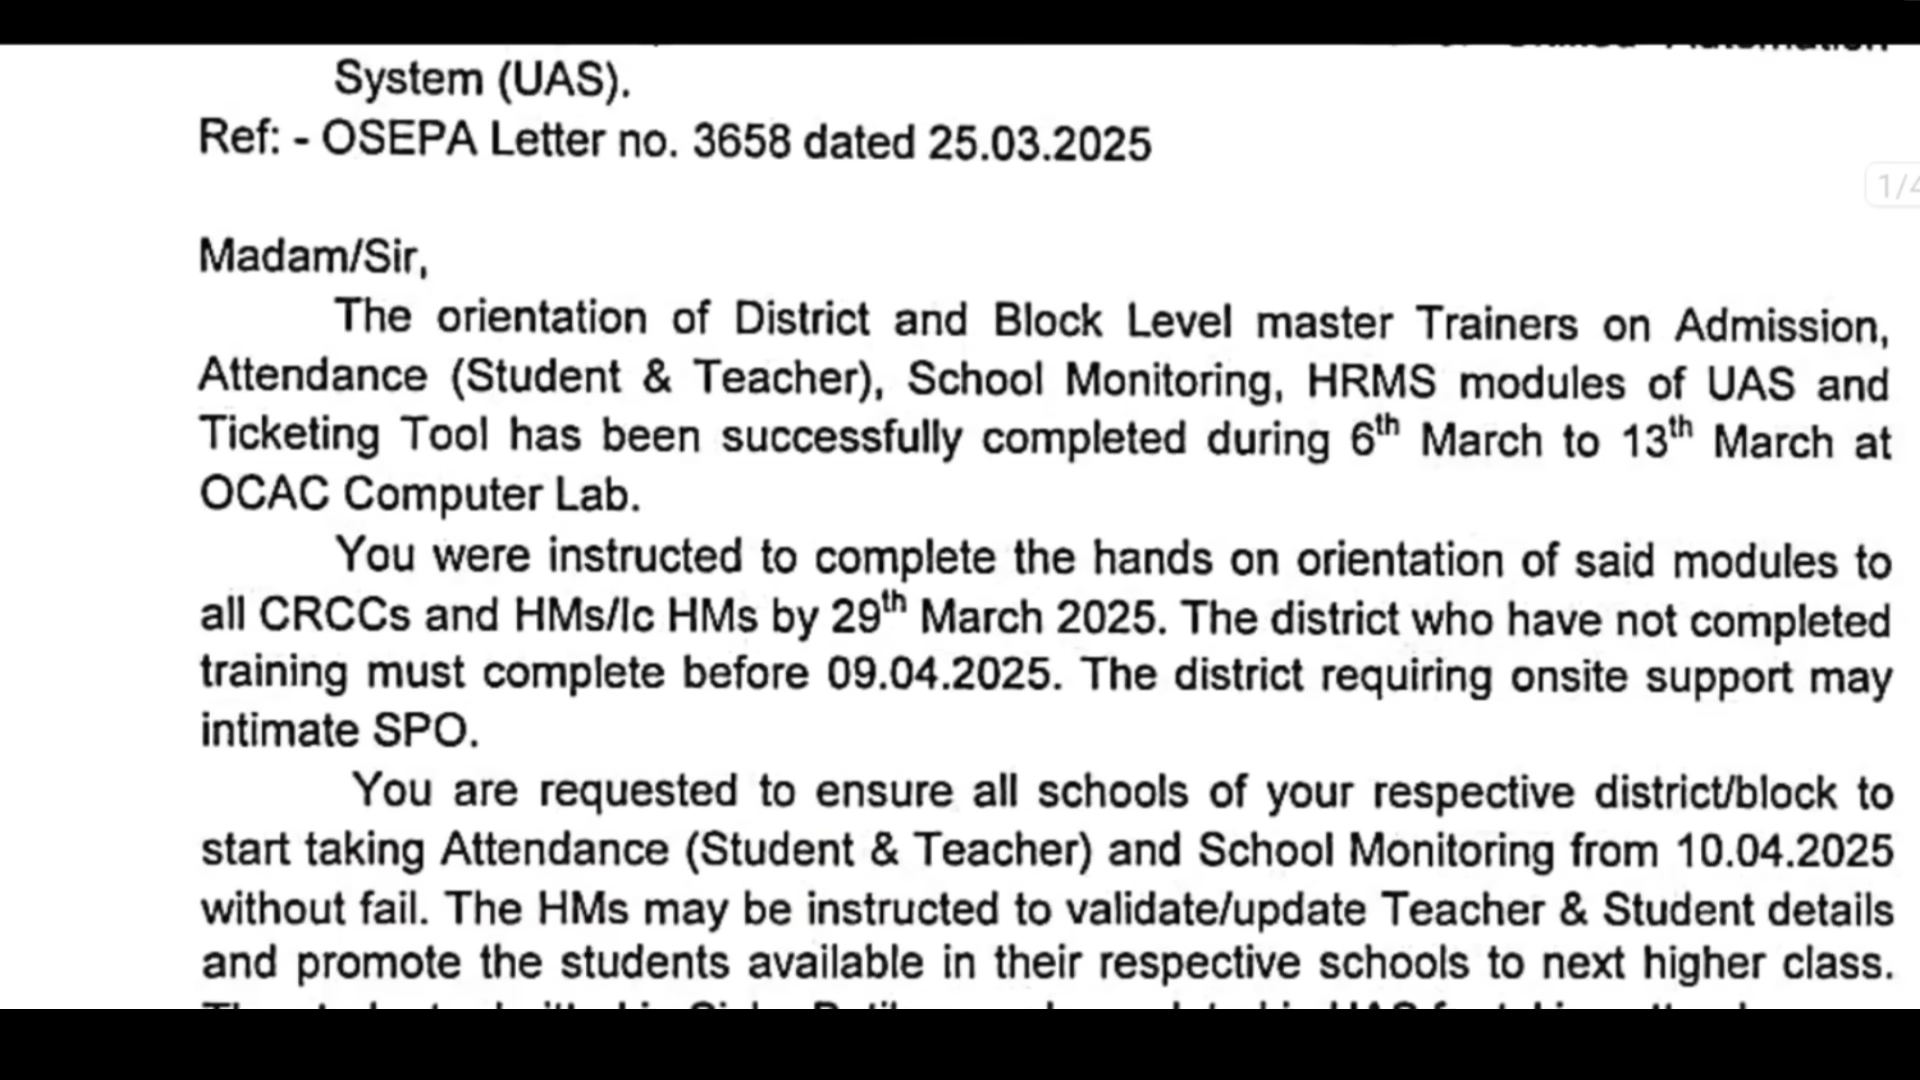 System (UAS).
Ref: - OSEPA Letter no. 3658 dated 25.03.2025
1/4
Madam/Sir,
The orientation of District and Block Level master Trainers on Admission,
Attendance (Student & Teacher), School Monitoring, HRMS modules of UAS and
Ticketing Tool has been successfully completed during 6th March to 13th March at
OCAC Computer Lab.
You were instructed to complete the hands on orientation of said modules to
all CRCCs and HMs/Ic HMs by 29th March 2025. The district who have not completed
training must complete before 09.04.2025. The district requiring onsite support may
intimate SPO.
You are requested to ensure all schools of your respective district/block to
start taking Attendance (Student & Teacher) and School Monitoring from 10.04.2025
without fail. The HMs may be instructed to validate/update Teacher & Student details
and promote the students available in their respective schools to next higher class.